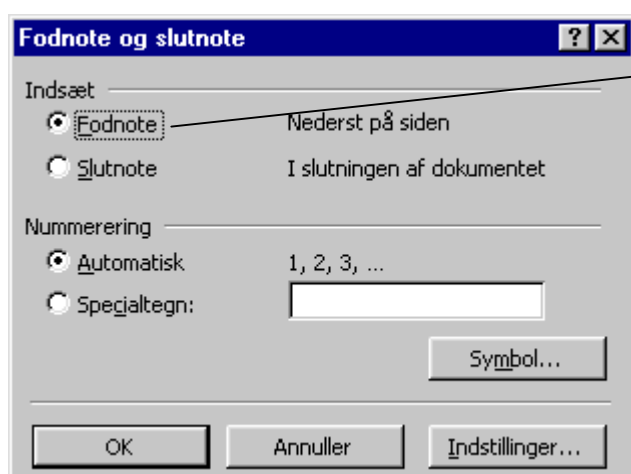 Fodnote og slutnote
Indsæt
Fodnote Nederst på siden
Slutnote I slutningen af dokumentet
Nummerering
Automatisk 1, 2, 3, ...
Specialtegn:
Symbol...
OK Annuller Indstillinger...